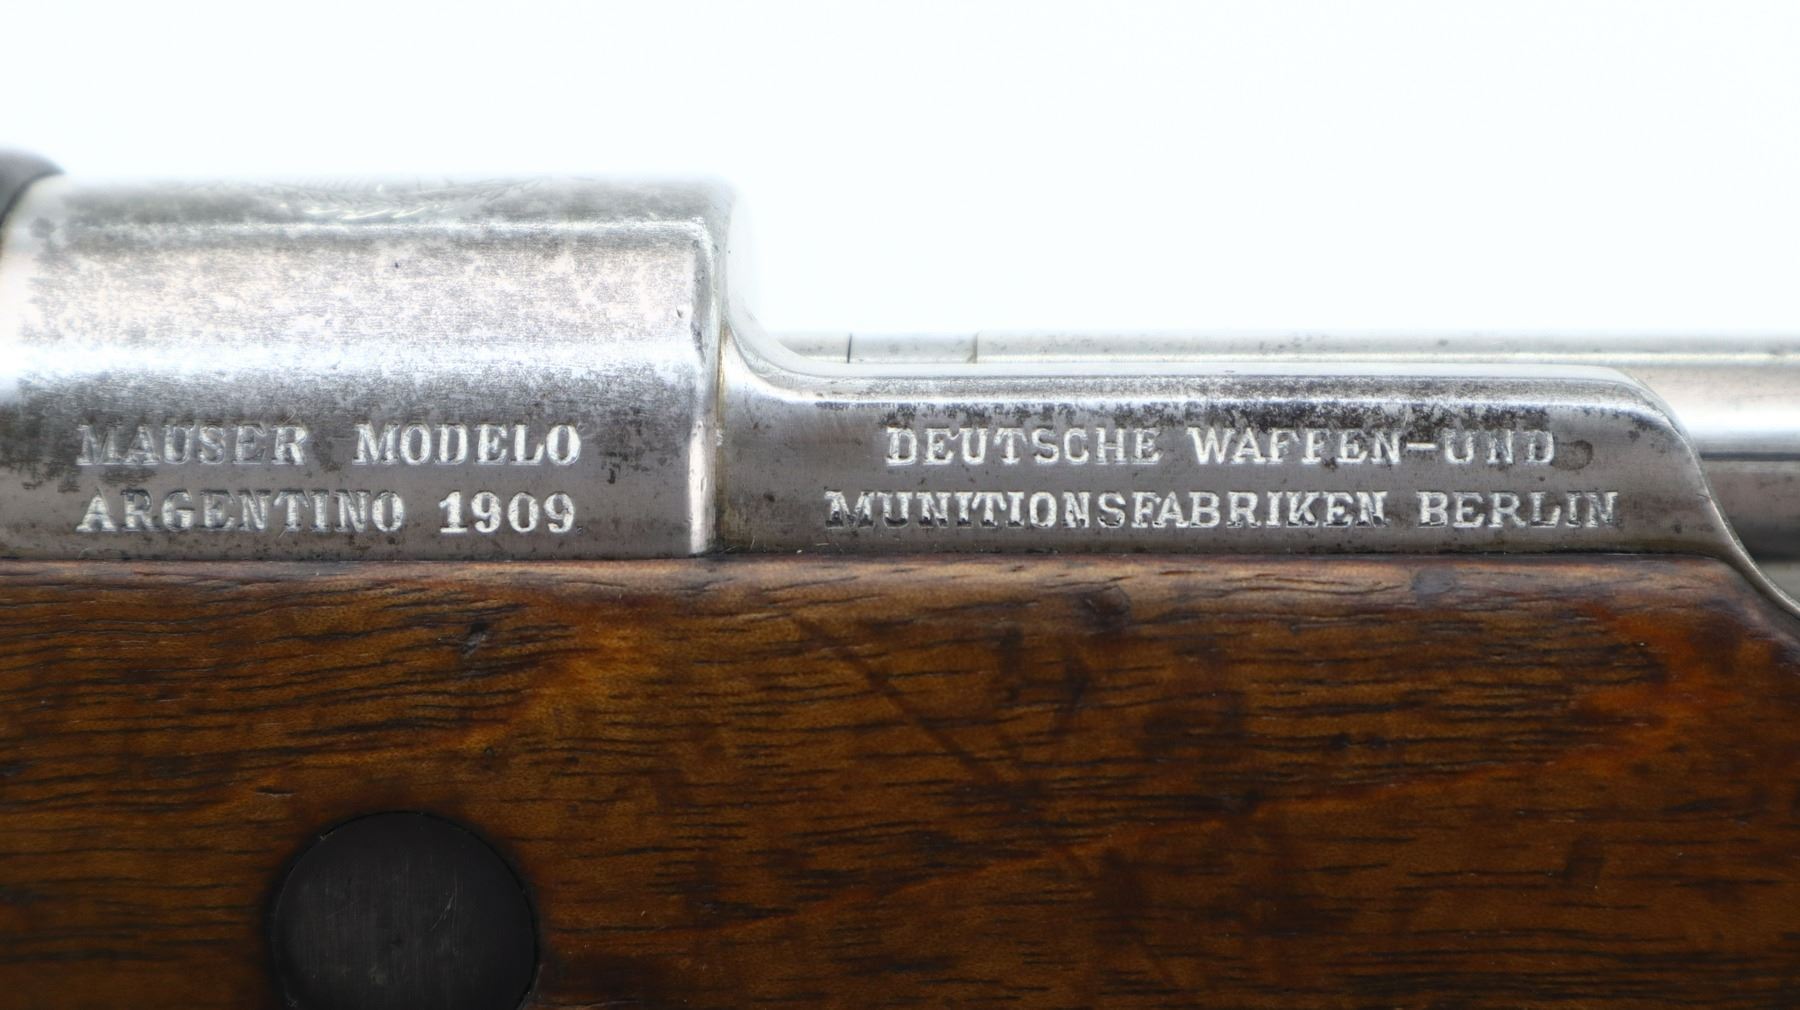 MAUSER MODELO
ARGENTINO 1909
DEUTSCHE WAFFEN-UND
MUNITIONSFABRIKEN BERLIN